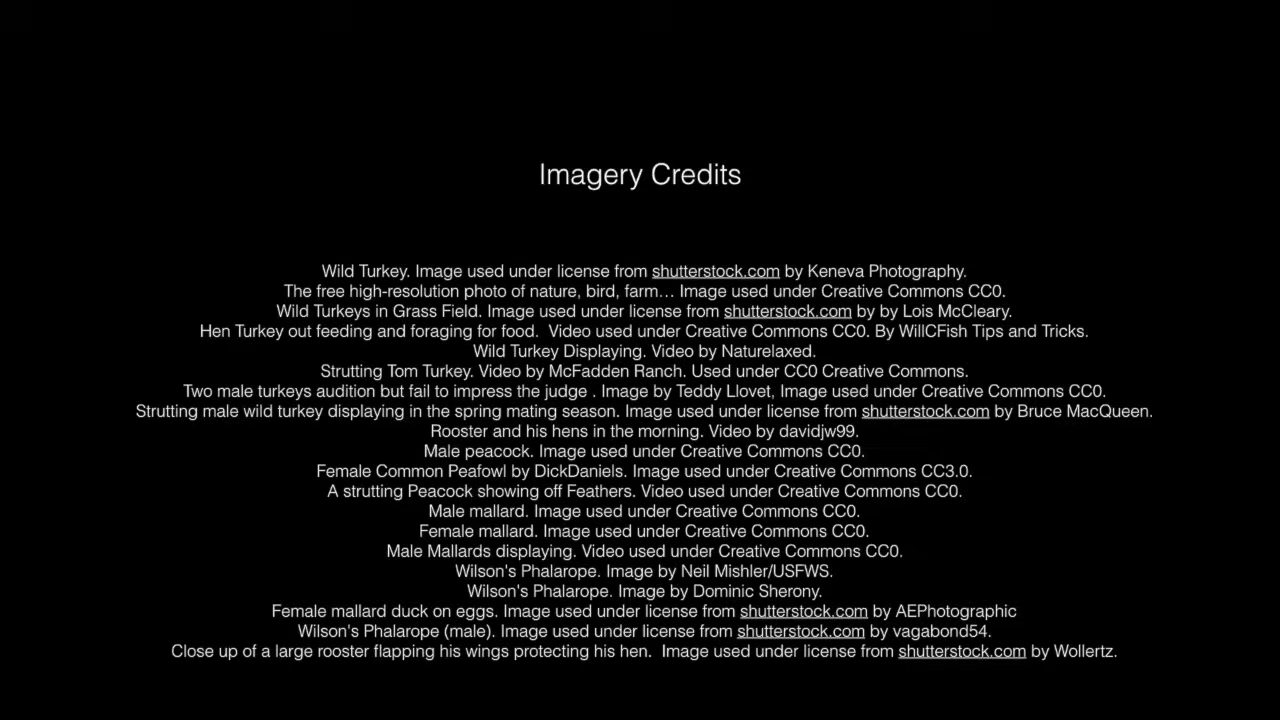 Imagery Credits
Wild Turkey. Image used under license from shutterstock.com by Keneva Photography.
The free high-resolution photo of nature, bird, farm… Image used under Creative Commons CC0.
Wild Turkeys in Grass Field. Image used under license from shutterstock.com by by Lois McCleary.
Hen Turkey out feeding and foraging for food.  Video used under Creative Commons CC0. By WillCFish Tips and Tricks.
Wild Turkey Displaying. Video by Naturelaxed.
Strutting Tom Turkey. Video by McFadden Ranch. Used under CC0 Creative Commons.
Two male turkeys audition but fail to impress the judge . Image by Teddy Llovet, Image used under Creative Commons CC0.
Strutting male wild turkey displaying in the spring mating season. Image used under license from shutterstock.com by Bruce MacQueen.
Rooster and his hens in the morning. Video by davidjw99.
Male peacock. Image used under Creative Commons CC0.
Female Common Peafowl by DickDaniels. Image used under Creative Commons CC3.0.
A strutting Peacock showing off Feathers. Video used under Creative Commons CC0.
Male mallard. Image used under Creative Commons CC0.
Female mallard. Image used under Creative Commons CC0.
Male Mallards displaying. Video used under Creative Commons CC0.
Wilson's Phalarope. Image by Neil Mishler/USFWS.
Wilson's Phalarope. Image by Dominic Sherony.
Female mallard duck on eggs. Image used under license from shutterstock.com by AEPhotographic
Wilson's Phalarope (male). Image used under license from shutterstock.com by vagabond54.
Close up of a large rooster flapping his wings protecting his hen.  Image used under license from shutterstock.com by Wollertz.